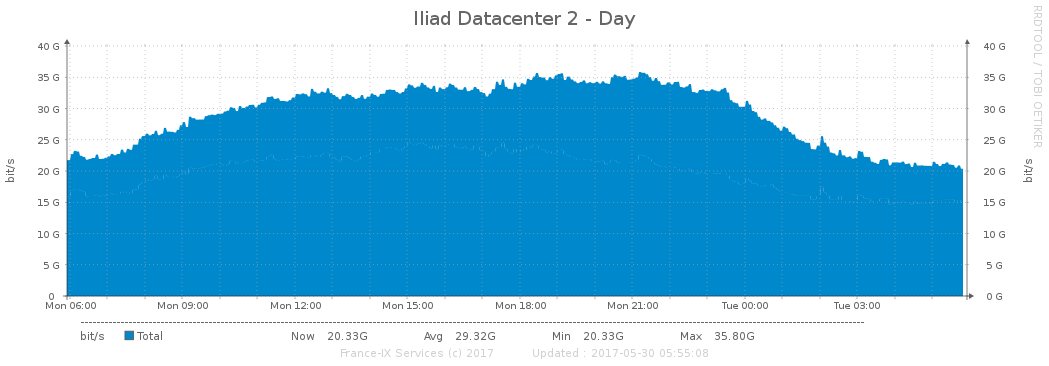 Iliad Datacenter 2 - Day
RRDTOOL / TOBI OETIKER
40 G 40 G
35 G 35 G
30 G 30 G
25 G 25 G
20 G 20 G
15 G 15 G
10 G 10 G
5 G 5 G
0 0 G
bit/s bit/s
Mon 06:00 Mon 09:00 Mon 12:00 Mon 15:00 Mon 18:00 Mon 21:00 Tue 00:00 Tue 03:00
bit/s Total Now 20.33G Avg 29.32G Min 20.33G Max 35.80G
France-IX Services (c) 2017 Updated : 2017-05-30 05:55:08